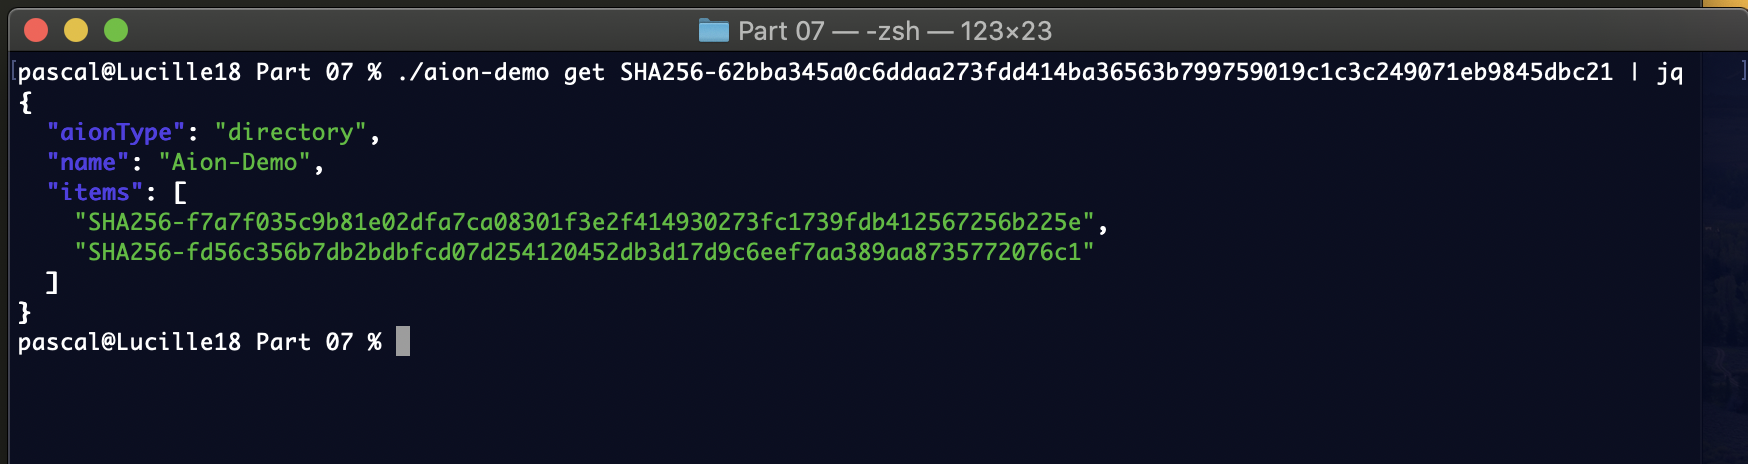 Part 07 — -zsh — 123×23
[pascal@Lucille18 Part 07 % ./aion-demo get SHA256-62bba345a0c6ddaa273fdd414ba36563b799759019c1c3c249071eb9845dbc21 | jq ]
{
  "aionType": "directory",
  "name": "Aion-Demo",
  "items": [
    "SHA256-f7a7f035c9b81e02dfa7ca08301f3e2f414930273fc1739fdb412567256b225e",
    "SHA256-fd56c356b7db2bdbfcd07d254120452db3d17d9c6eef7aa389aa8735772076c1"
  ]
}
pascal@Lucille18 Part 07 %